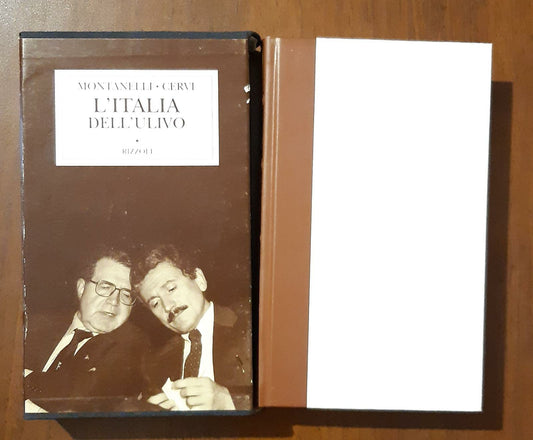 MONTANELLI • CERVI
L'ITALIA
DELL'ULIVO
RIZZOLI